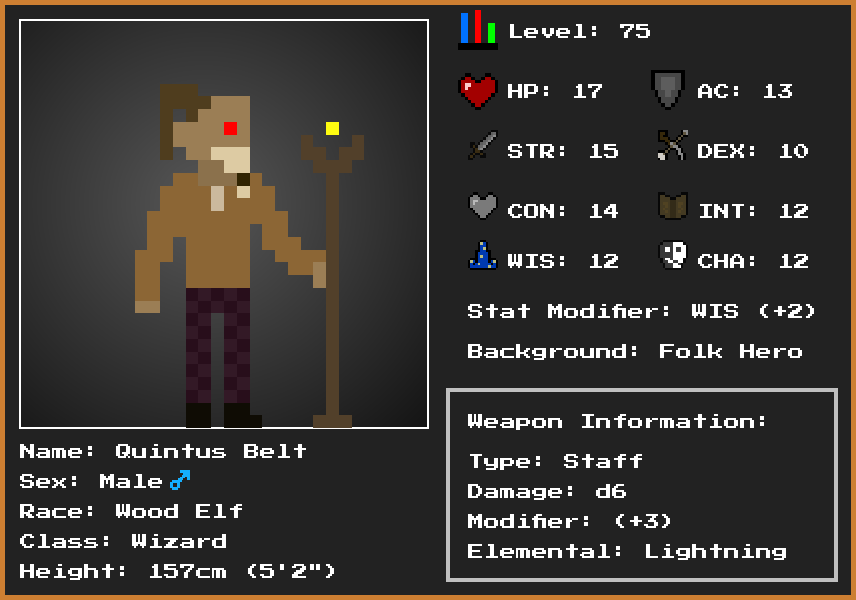 Level: 75
HP: 17
AC: 13
STR: 15
DEX: 10
CON: 14
INT: 12
WIS: 12
CHA: 12
Stat Modifier: WIS (+2)
Background: Folk Hero
Weapon Information:
Type: Staff
Damage: d6
Modifier: (+3)
Elemental: Lightning
Name: Quintus Belt
Sex: Male♂
Race: Wood Elf
Class: Wizard
Height: 157cm (5'2")